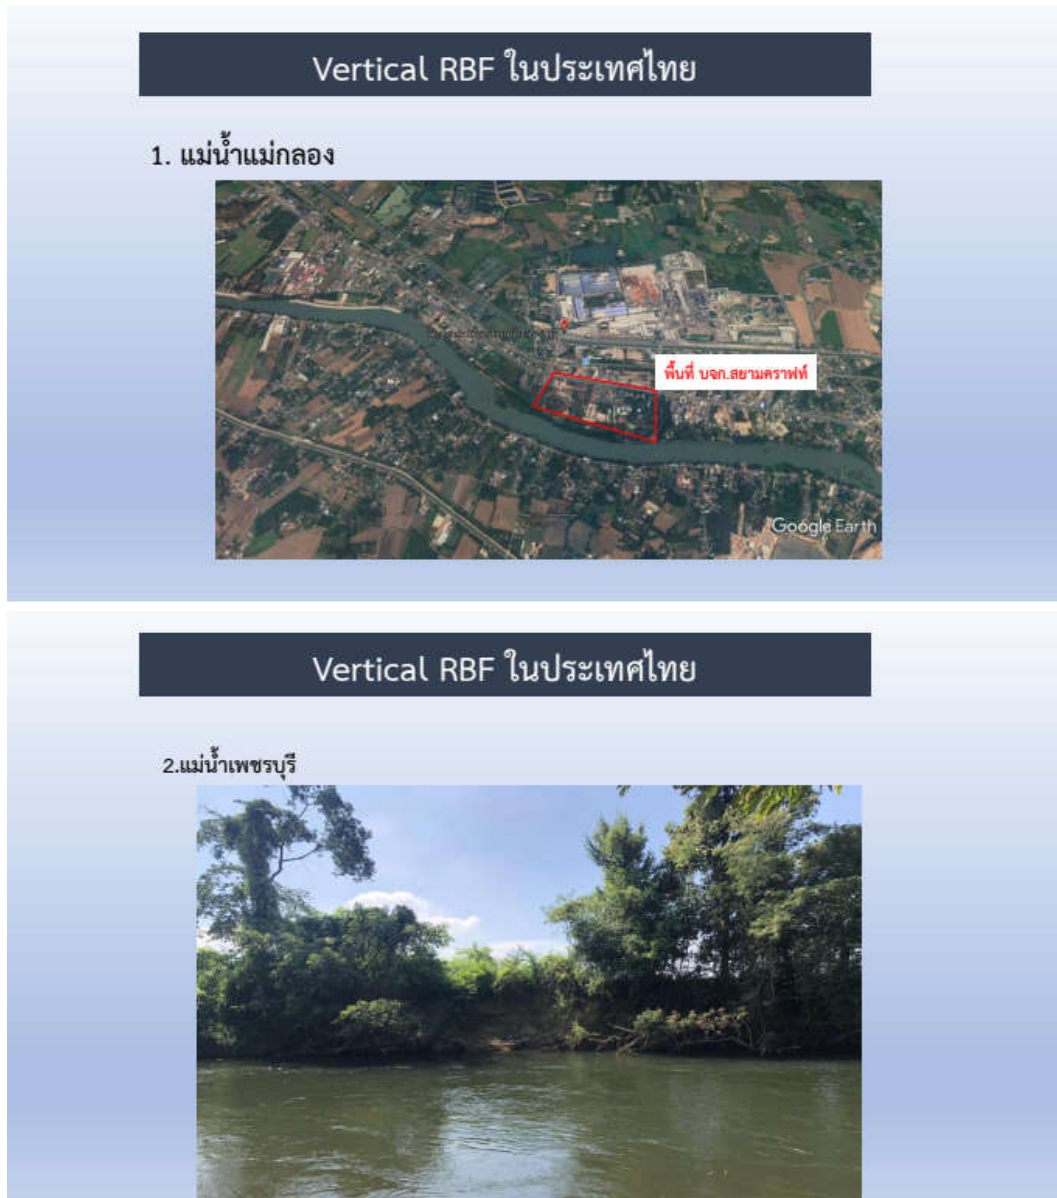 Vertical RBF ในประเทศไทย
1. แม่น้ำแม่กลอง
พื้นที่ บจก.สยามคราฟท์
Google Earth
Vertical RBF ในประเทศไทย
2.แม่น้ำเพชรบุรี